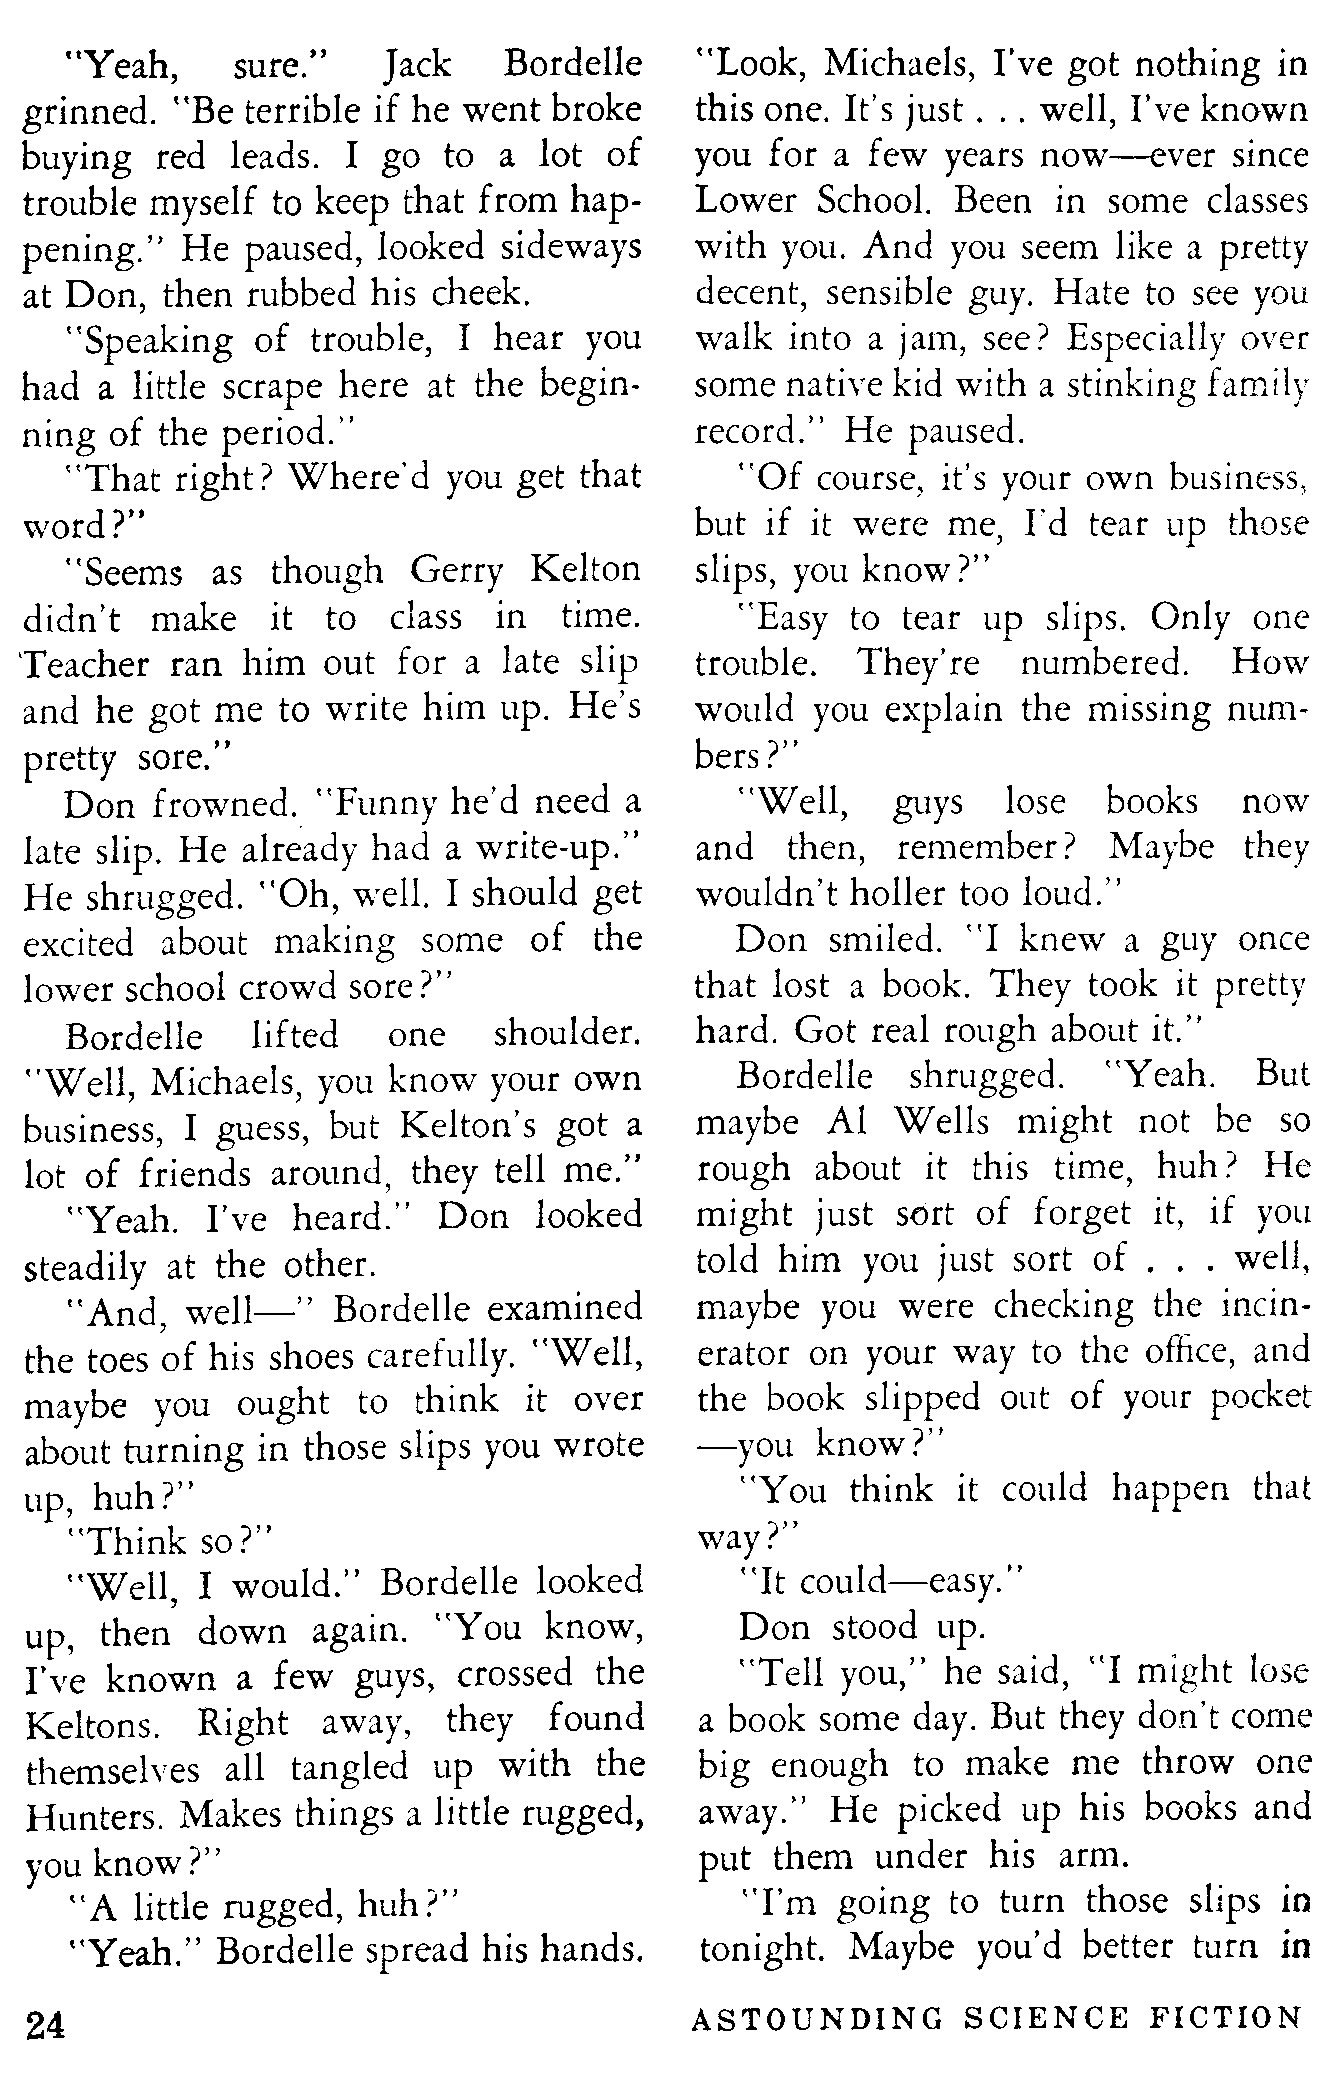 "Yeah, sure." Jack Bordelle
grinned. "Be terrible if he went broke
buying red leads. I go to a lot of
trouble myself to keep that from hap-
pening." He paused, looked sideways
at Don, then rubbed his cheek.
"Speaking of trouble, I hear you
had a little scrape here at the begin-
ning of the period."
"That right? Where'd you get that
word?"
"Seems as though Gerry Kelton
didn't make it to class in time.
Teacher ran him out for a late slip
and he got me to write him up. He's
pretty sore."
Don frowned. "Funny he'd need a
late slip. He already had a write-up."
He shrugged. "Oh, well. I should get
excited about making some of the
lower school crowd sore?"
Bordelle lifted one shoulder.
"Well, Michaels, you know your own
business, I guess, but Kelton's got a
lot of friends around, they tell me."
"Yeah. I've heard." Don looked
steadily at the other.
"And, well—" Bordelle examined
the toes of his shoes carefully. "Well,
maybe you ought to think it over
about turning in those slips you wrote
up, huh?"
"Think so?"
"Well, I would." Bordelle looked
up, then down again. "You know,
I've known a few guys, crossed the
Keltons. Right away, they found
themselves all tangled up with the
Hunters. Makes things a little rugged,
you know?"
"A little rugged, huh?"
"Yeah." Bordelle spread his hands.
"Look, Michaels, I've got nothing in
this one. It's just . . . well, I've known
you for a few years now—ever since
Lower School. Been in some classes
with you. And you seem like a pretty
decent, sensible guy. Hate to see you
walk into a jam, see? Especially over
some native kid with a stinking family
record." He paused.
"Of course, it's your own business,
but if it were me, I'd tear up those
slips, you know?"
"Easy to tear up slips. Only one
trouble. They're numbered. How
would you explain the missing num-
bers?"
"Well, guys lose books now
and then, remember? Maybe they
wouldn't holler too loud."
Don smiled. "I knew a guy once
that lost a book. They took it pretty
hard. Got real rough about it."
Bordelle shrugged. "Yeah. But
maybe Al Wells might not be so
rough about it this time, huh? He
might just sort of forget it, if you
told him you just sort of . . . well,
maybe you were checking the incin-
erator on your way to the office, and
the book slipped out of your pocket
—you know?"
"You think it could happen that
way?"
"It could—easy."
Don stood up.
"Tell you," he said, "I might lose
a book some day. But they don't come
big enough to make me throw one
away." He picked up his books and
put them under his arm.
"I'm going to turn those slips in
tonight. Maybe you'd better turn in
24
ASTOUNDING SCIENCE FICTION